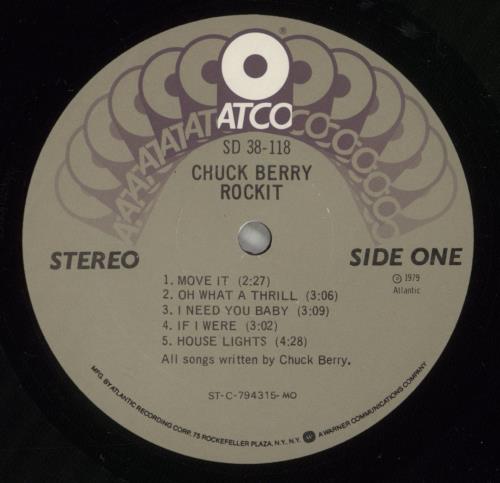 ATCO
®
SD 38-118
CHUCK BERRY
ROCKIT
STEREO
SIDE ONE
℗ 1979
Atlantic
1. MOVE IT (2:27)
2. OH WHAT A THRILL (3:06)
3. I NEED YOU BABY (3:09)
4. IF I WERE (3:02)
5. HOUSE LIGHTS (4:28)
All songs written by Chuck Berry.
ST-C-794315-MO
MFG. BY ATLANTIC RECORDING CORP. 75 ROCKEFELLER PLAZA, N.Y., N.Y. A WARNER COMMUNICATIONS COMPANY